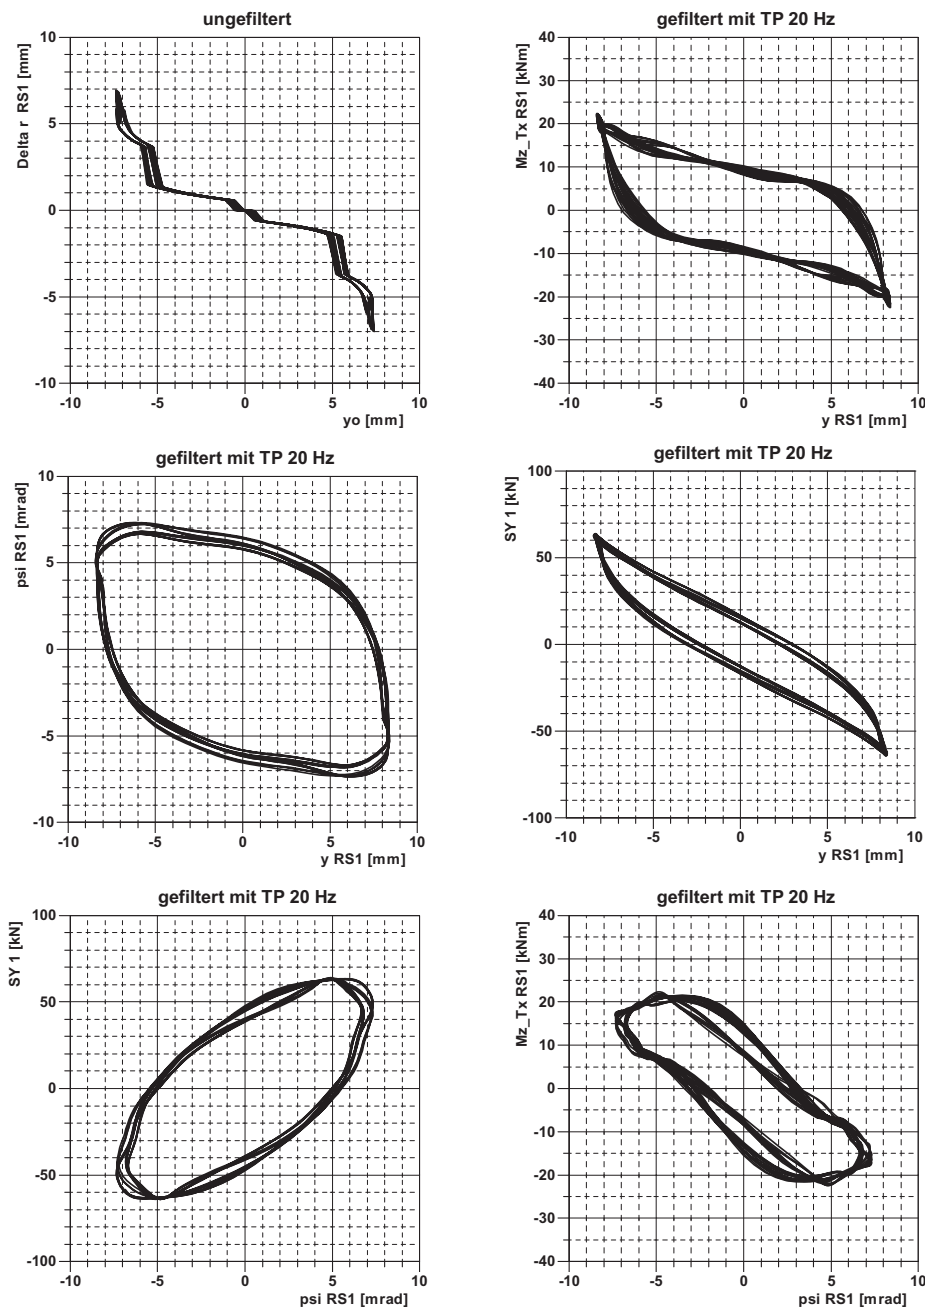 ungefiltert
Delta r RS1 [mm]
10
5
0
-5
-10
-10 -5 0 5 10
yo [mm]
gefiltert mit TP 20 Hz
Mz_Tx RS1 [kNm]
40
30
20
10
0
-10
-20
-30
-40
-10 -5 0 5 10
y RS1 [mm]
gefiltert mit TP 20 Hz
psi RS1 [mrad]
10
5
0
-5
-10
-10 -5 0 5 10
y RS1 [mm]
gefiltert mit TP 20 Hz
SY 1 [kN]
100
50
0
-50
-100
-10 -5 0 5 10
y RS1 [mm]
gefiltert mit TP 20 Hz
SY 1 [kN]
100
50
0
-50
-100
-10 -5 0 5 10
psi RS1 [mrad]
gefiltert mit TP 20 Hz
Mz_Tx RS1 [kNm]
40
30
20
10
0
-10
-20
-30
-40
-10 -5 0 5 10
psi RS1 [mrad]